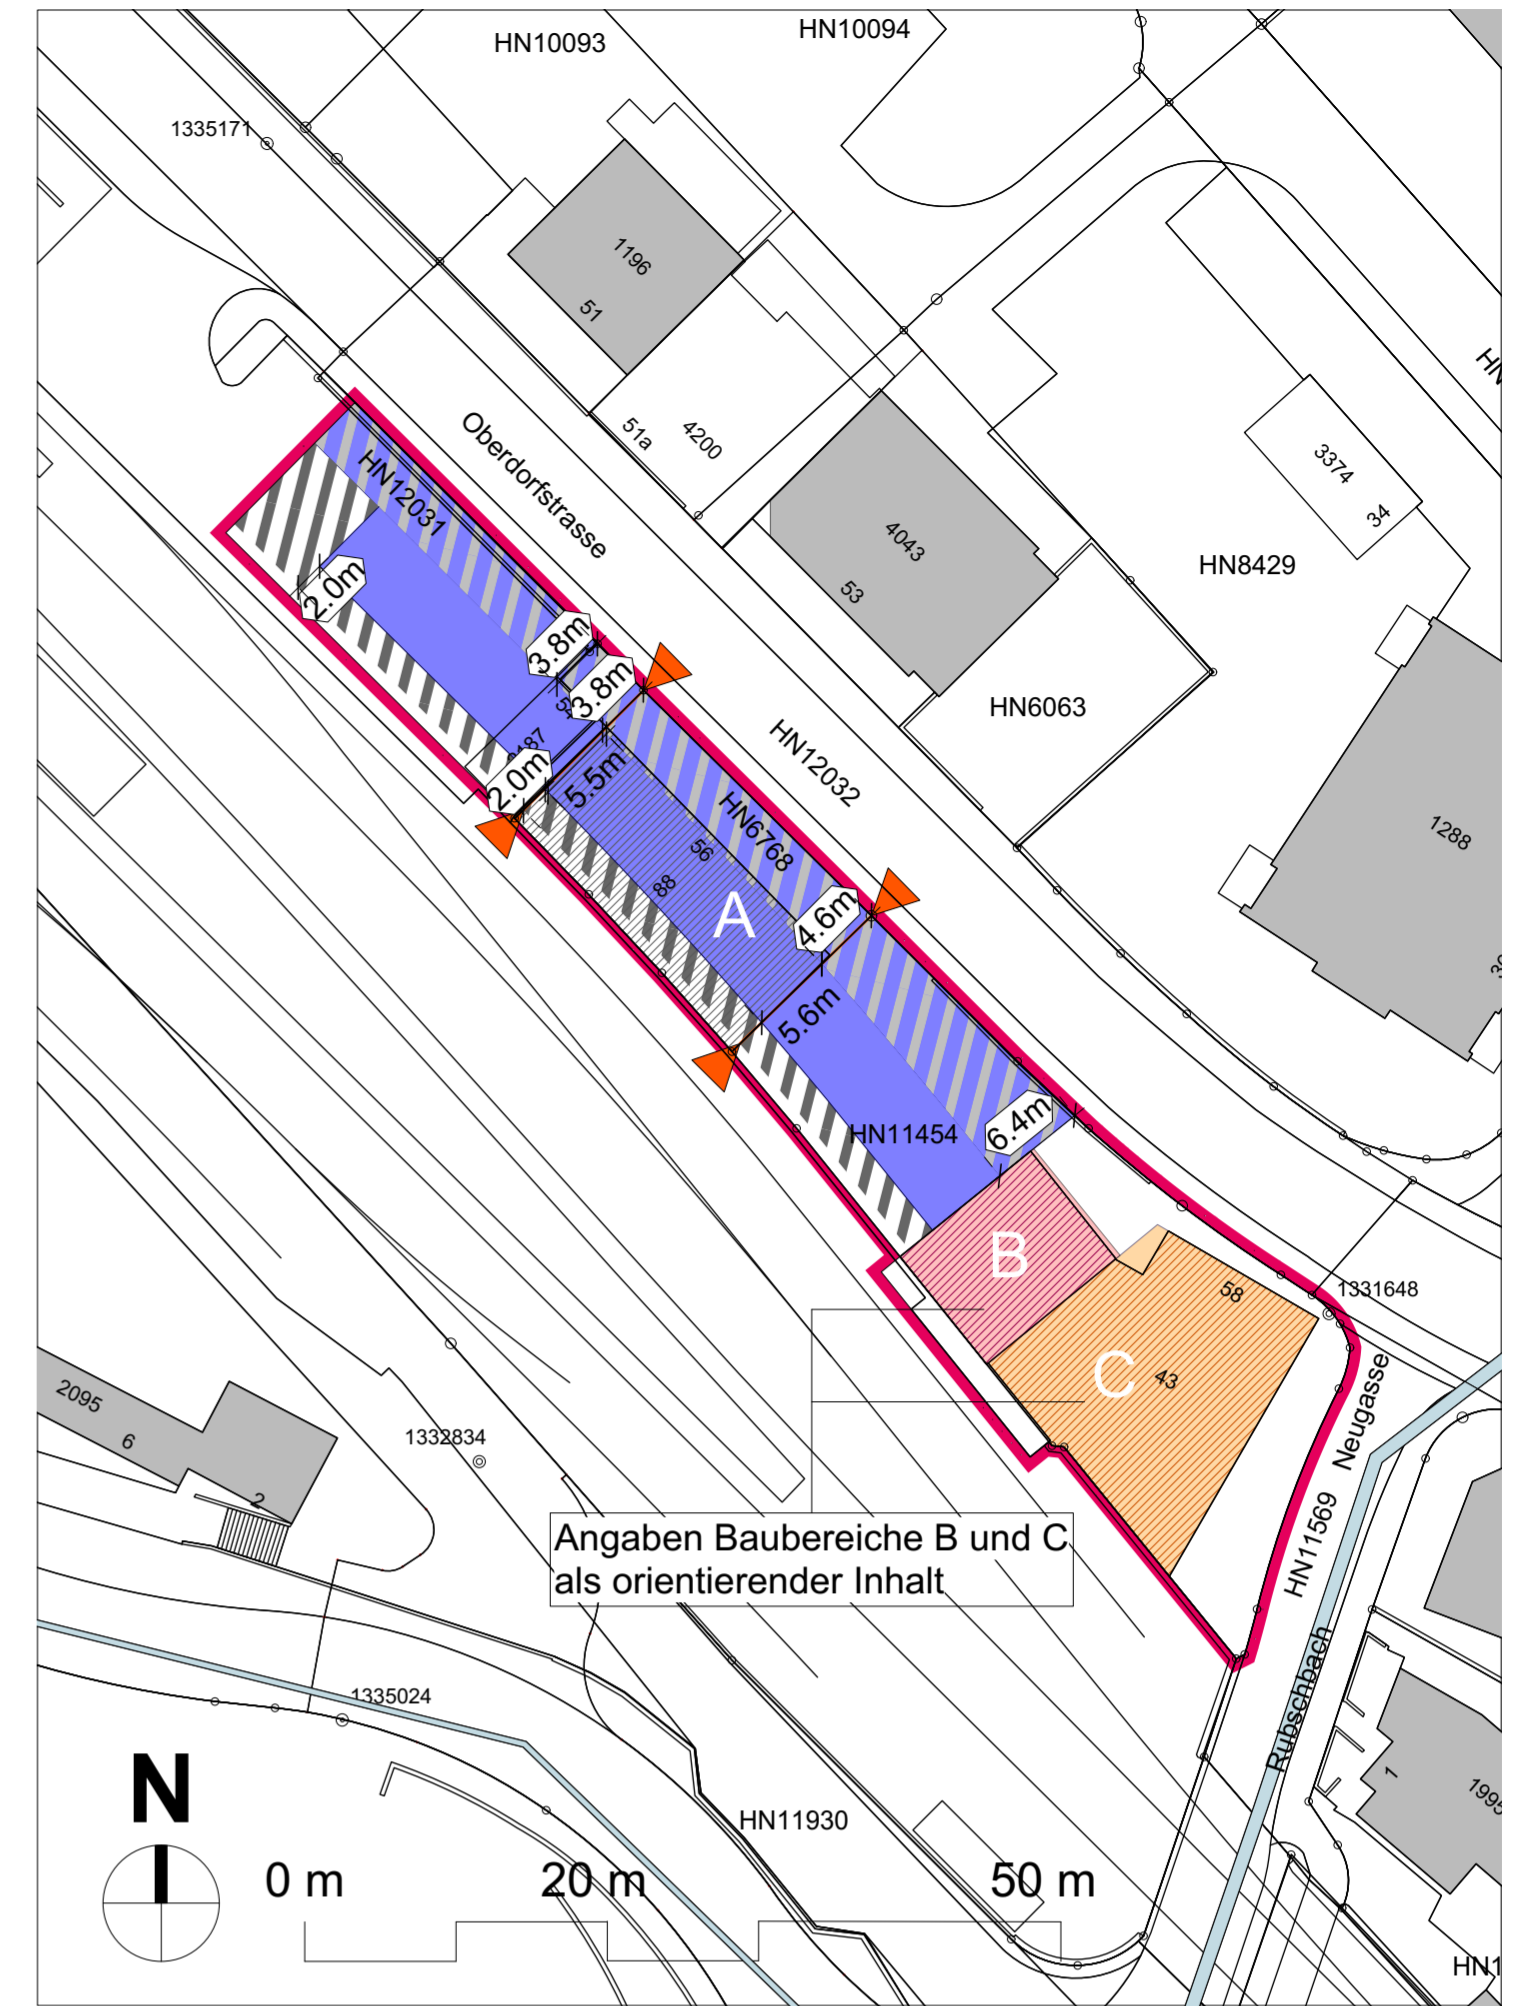 HN10093
HN10094
1335171
1196
51
HN
Oberdorfstrasse
51a
4200
3374
34
HN12031
4043
53
HN8429
2.0m
3.8m
3.8m
HN6063
HN12032
2.0m
5.5m
HN6768
56
88
A
4.6m
1288
5.6m
6.4m
HN11454
B
58
1331648
C
43
Neugasse
2095
6
2
1332834
HN11569
Angaben Baubereiche B und C
als orientierender Inhalt
Rubschbach
1335024
N
HN11930
1
1995
0 m
20 m
50 m
HN1